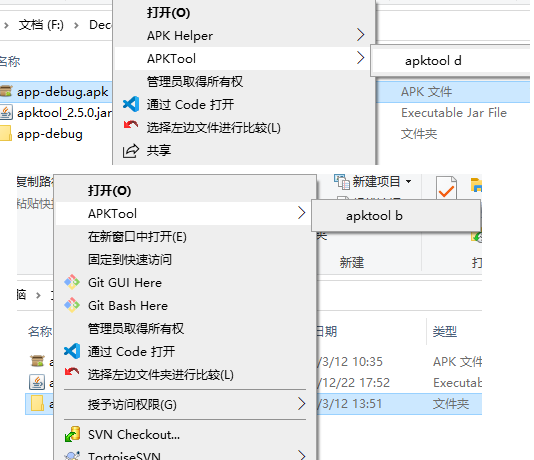 打开(O)
文档 (F:)
Dec
APK Helper
名称
APKTool
apktool d
管理员取得所有权
app-debug.apk
APK 文件
通过 Code 打开
apktool_2.5.0.jar
Executable Jar File
选择左边文件进行比较(L)
app-debug
文件夹
共享
复制路
打开(O)
新建项目
粘贴快
APKTool
apktool b
在新窗口中打开(E)
固定到快速访问
新建
打
Git GUI Here
脑
Git Bash Here
管理员取得所有权
名称
日期
类型
通过 Code 打开
/3/12 10:35
APK 文件
选择左边文件夹进行比较(L)
/12/22 17:52
Executable
授予访问权限(G)
/3/12 13:51
文件夹
SVN Checkout...
TortoiseSVN